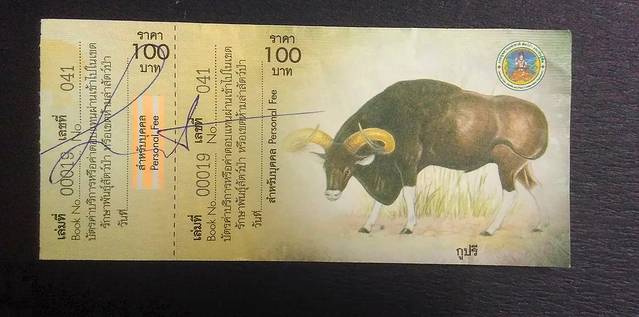 ราคา
100
บาท
เล่มที่ 00019 เลขที่ 041
Book No. No.
บัตรค่าบริการหรือค่าตอบแทนผ่านเข้าไปในเขต
รักษาพันธุ์สัตว์ป่า หรือเขตห้ามล่าสัตว์ป่า
วันที่
สำหรับบุคคล
Personal Fee
ราคา
100
บาท
เล่มที่ 00019 เลขที่ 041
Book No. No.
บัตรค่าบริการหรือค่าตอบแทนผ่านเข้าไปในเขต
รักษาพันธุ์สัตว์ป่า หรือเขตห้ามล่าสัตว์ป่า
วันที่
สำหรับบุคคล Personal Fee
กูปรี